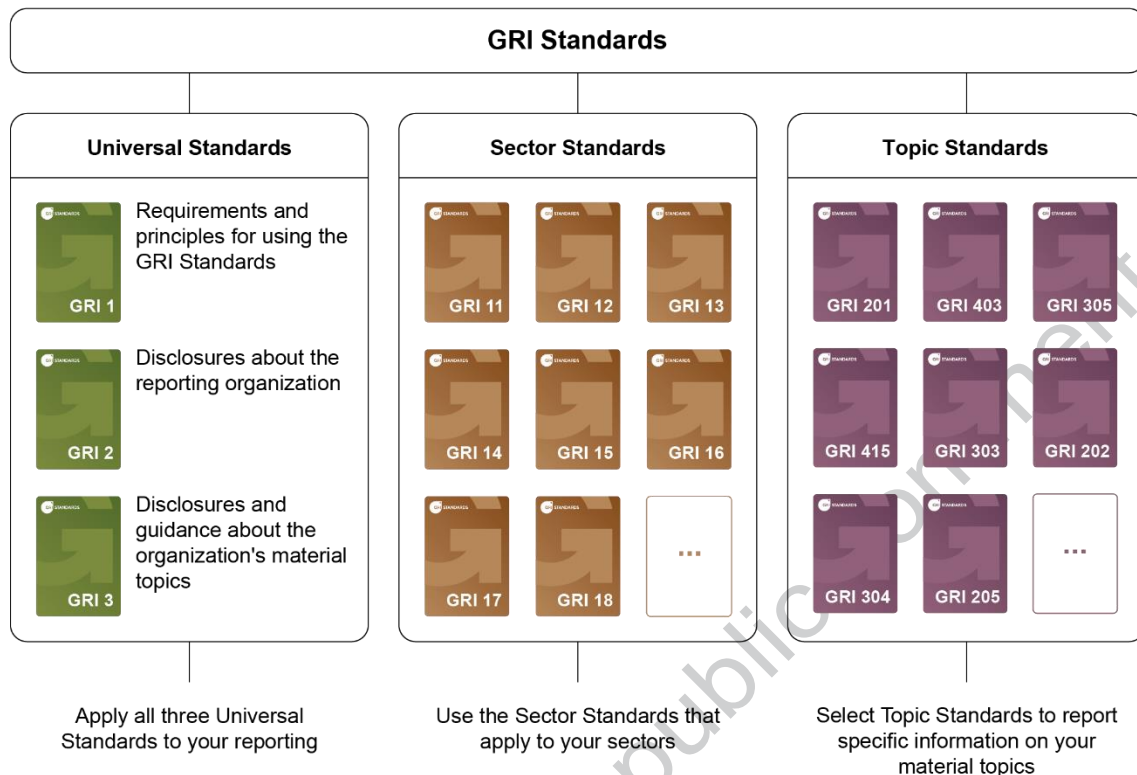 GRI Standards
Universal Standards
GRI 1
Requirements and
principles for using the
GRI Standards
GRI 2
Disclosures about the
reporting organization
GRI 3
Disclosures and
guidance about the
organization's material
topics
Apply all three Universal
Standards to your reporting
Sector Standards
GRI 11
GRI 12
GRI 13
GRI 14
GRI 15
GRI 16
GRI 17
GRI 18
...
Use the Sector Standards that
apply to your sectors
Topic Standards
GRI 201
GRI 403
GRI 305
GRI 415
GRI 303
GRI 202
GRI 304
GRI 205
...
Select Topic Standards to report
specific information on your
material topics
public